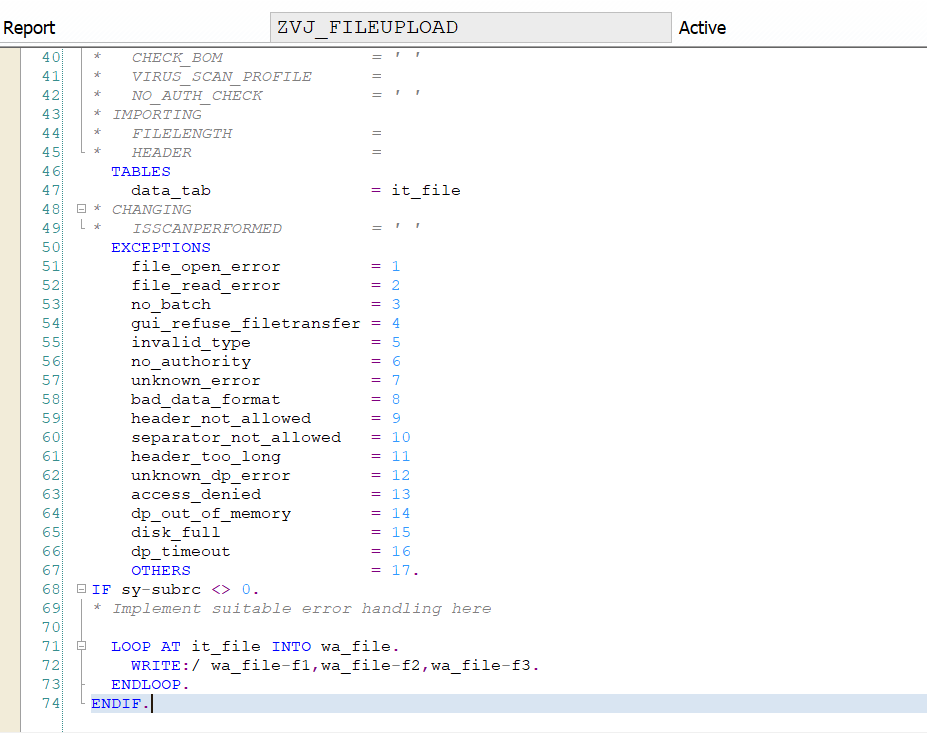 Report ZVJ_FILEUPLOAD Active
40 * CHECK_BOM = ' '
41 * VIRUS_SCAN_PROFILE =
42 * NO_AUTH_CHECK = ' '
43 * IMPORTING
44 * FILELENGTH =
45 * HEADER =
46 TABLES
47 data_tab = it_file
48 * CHANGING
49 * ISSCANPERFORMED = ' '
50 EXCEPTIONS
51 file_open_error = 1
52 file_read_error = 2
53 no_batch = 3
54 gui_refuse_filetransfer = 4
55 invalid_type = 5
56 no_authority = 6
57 unknown_error = 7
58 bad_data_format = 8
59 header_not_allowed = 9
60 separator_not_allowed = 10
61 header_too_long = 11
62 unknown_dp_error = 12
63 access_denied = 13
64 dp_out_of_memory = 14
65 disk_full = 15
66 dp_timeout = 16
67 OTHERS = 17.
68 IF sy-subrc <> 0.
69 * Implement suitable error handling here
70
71 LOOP AT it_file INTO wa_file.
72 WRITE:/ wa_file-f1,wa_file-f2,wa_file-f3.
73 ENDLOOP.
74 ENDIF.